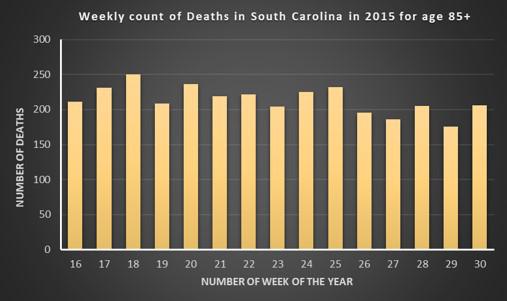 Weekly count of Deaths in South Carolina in 2015 for age 85+
300
250
200
150
100
50
0
NUMBER OF DEATHS
16 17 18 19 20 21 22 23 24 25 26 27 28 29 30
NUMBER OF WEEK OF THE YEAR